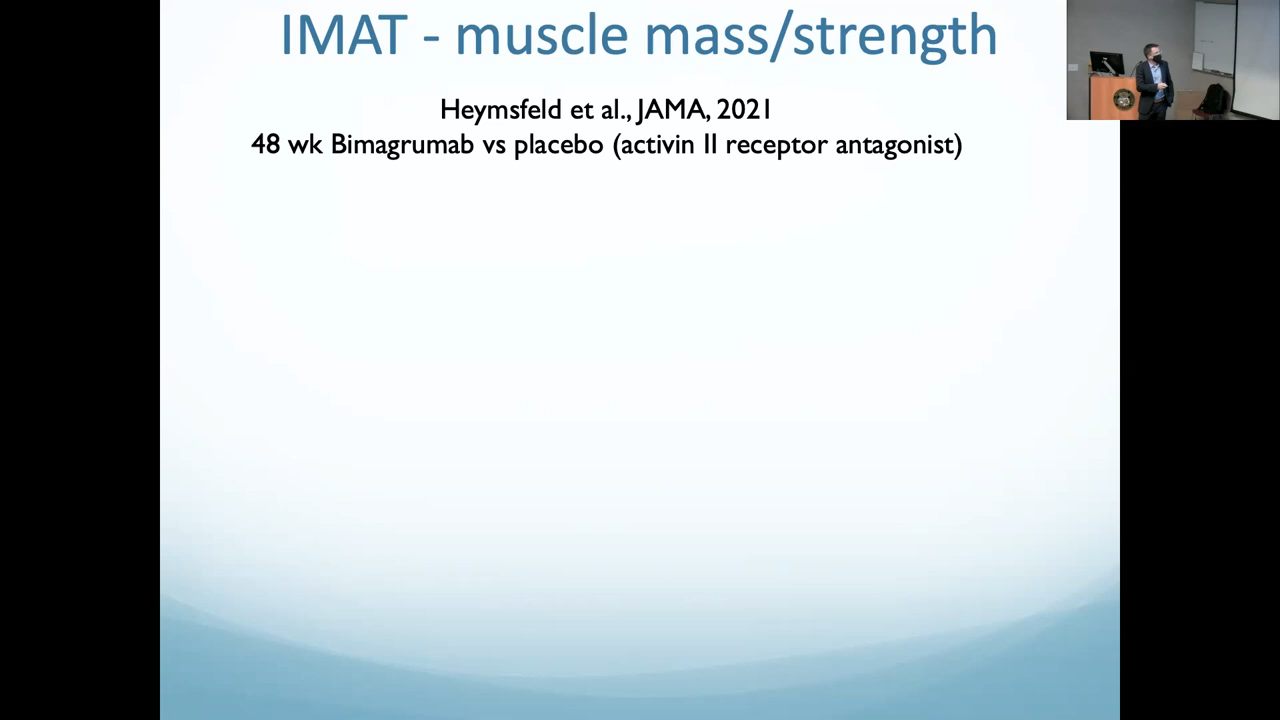 IMAT - muscle mass/strength
Heymsfeld et al., JAMA, 2021
48 wk Bimagrumab vs placebo (activin II receptor antagonist)